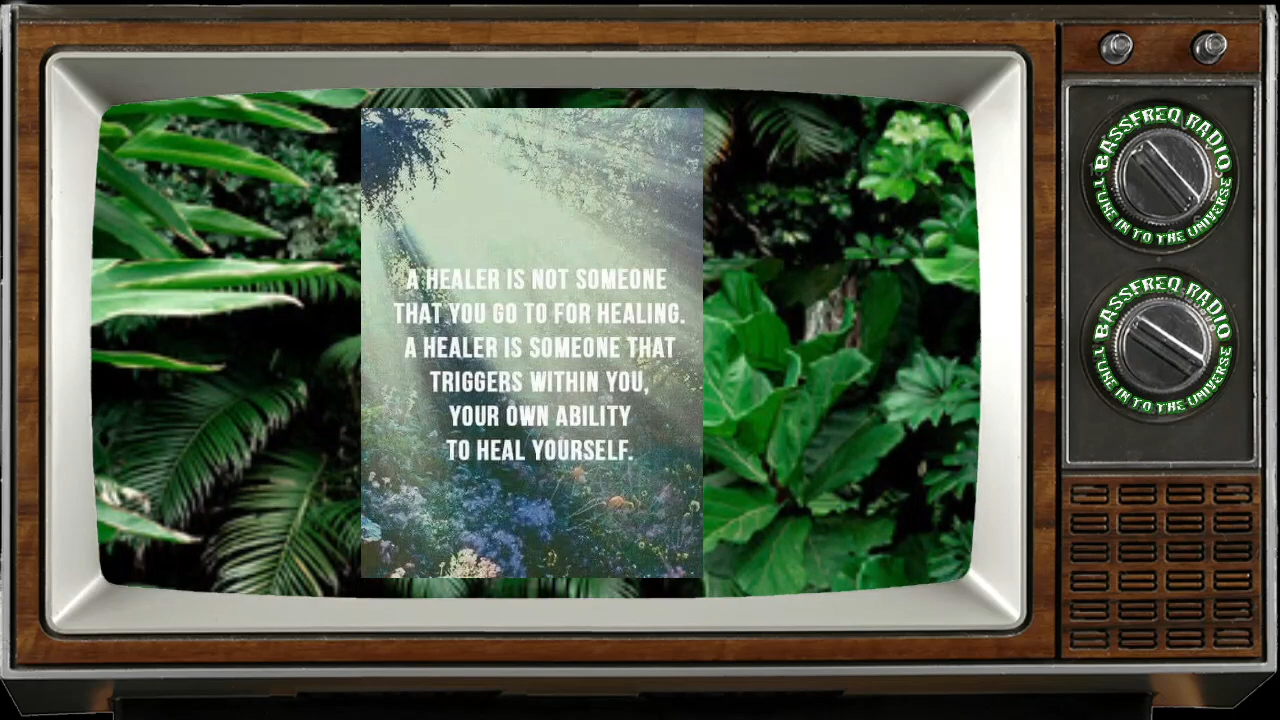 A HEALER IS NOT SOMEONE
THAT YOU GO TO FOR HEALING.
A HEALER IS SOMEONE THAT
TRIGGERS WITHIN YOU,
YOUR OWN ABILITY
TO HEAL YOURSELF.
BASSFREQ RADIO
TUNE IN TO THE UNIVERSE
BASSFREQ RADIO
TUNE IN TO THE UNIVERSE